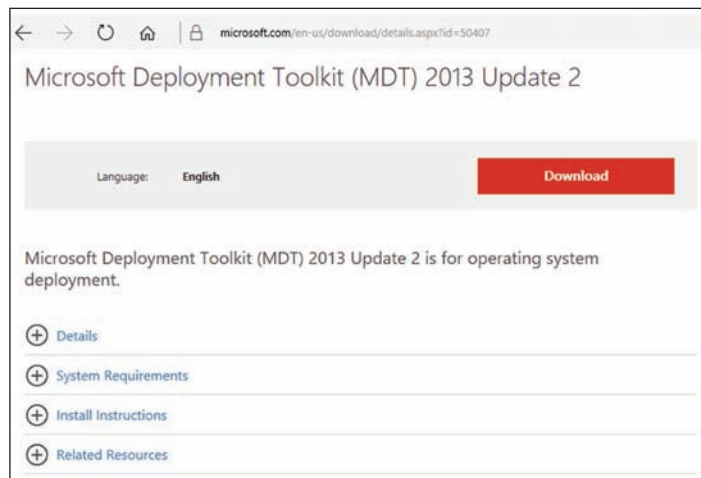 microsoft.com/en-us/download/details.aspx?id=50407
Microsoft Deployment Toolkit (MDT) 2013 Update 2
Language: English Download
Microsoft Deployment Toolkit (MDT) 2013 Update 2 is for operating system
deployment.
Details
System Requirements
Install Instructions
Related Resources